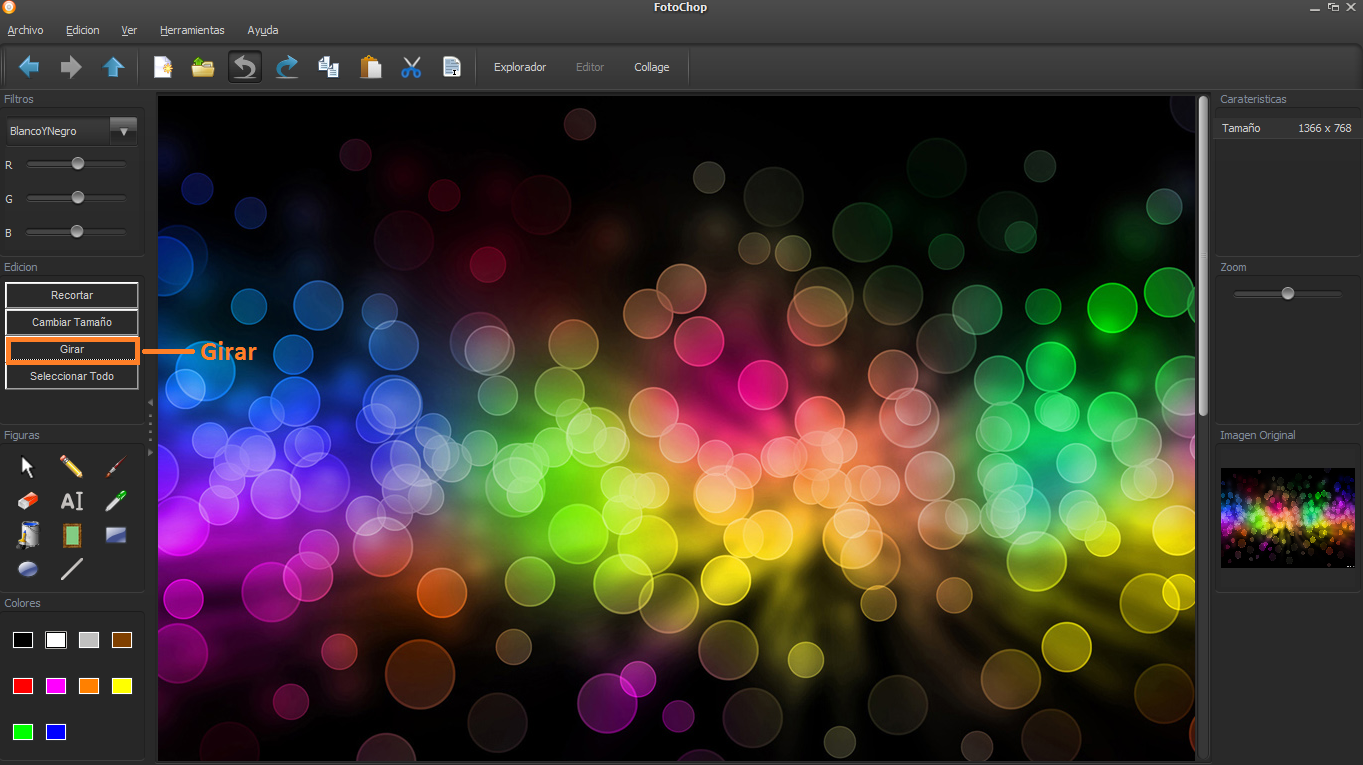 FotoChop
Archivo Edicion Ver Herramientas Ayuda
Explorador Editor Collage
Filtros
BlancoYNegro
R
G
B
Edicion
Recortar
Cambiar Tamaño
Girar
Girar
Seleccionar Todo
Figuras
AI
Colores
Carateristicas
Tamaño 1366 x 768
Zoom
Imagen Original